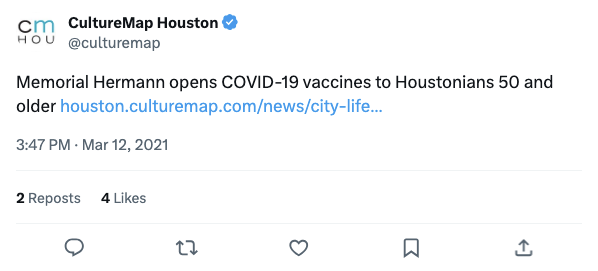 cm
HOU
CultureMap Houston
@culturemap
Memorial Hermann opens COVID-19 vaccines to Houstonians 50 and
older houston.culturemap.com/news/city-life...
3:47 PM · Mar 12, 2021
2 Reposts 4 Likes